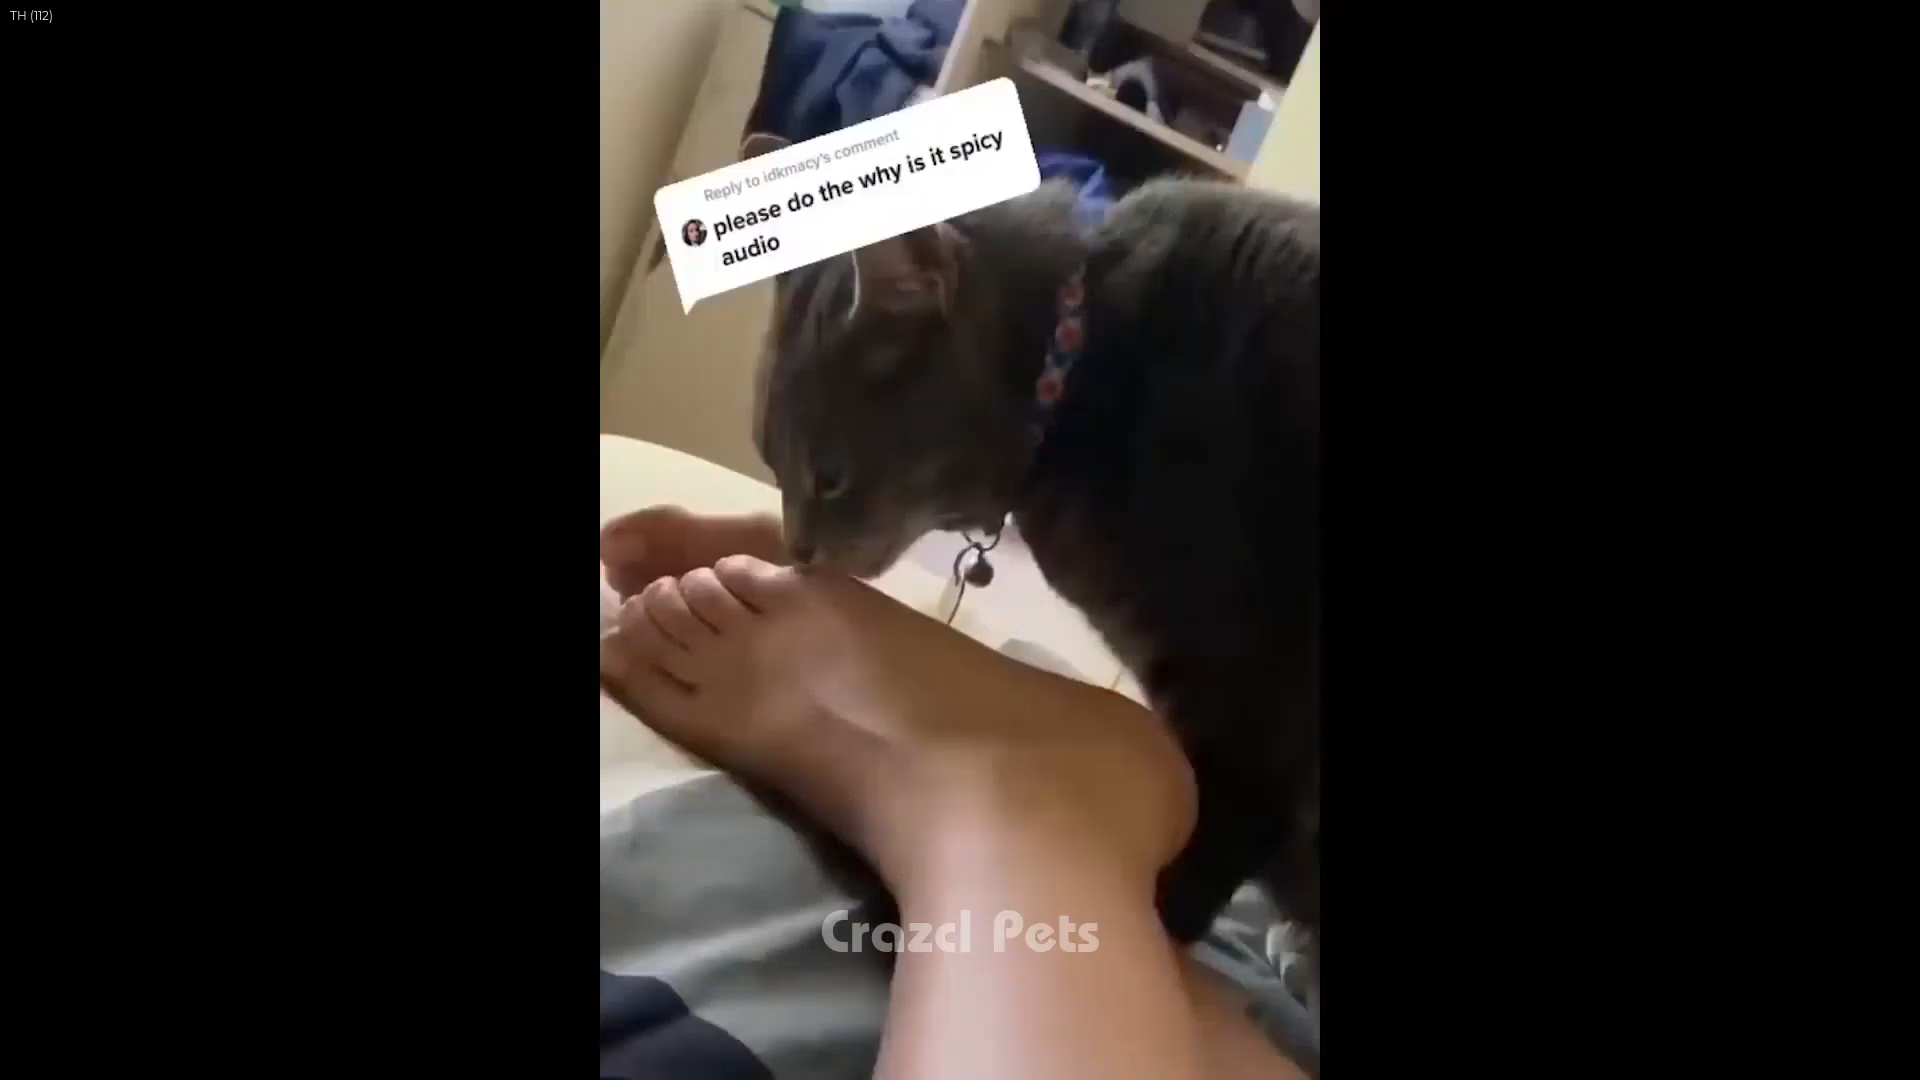 TH (112)
Reply to idkmacy's comment
please do the why is it spicy
audio
Crazcl Pets